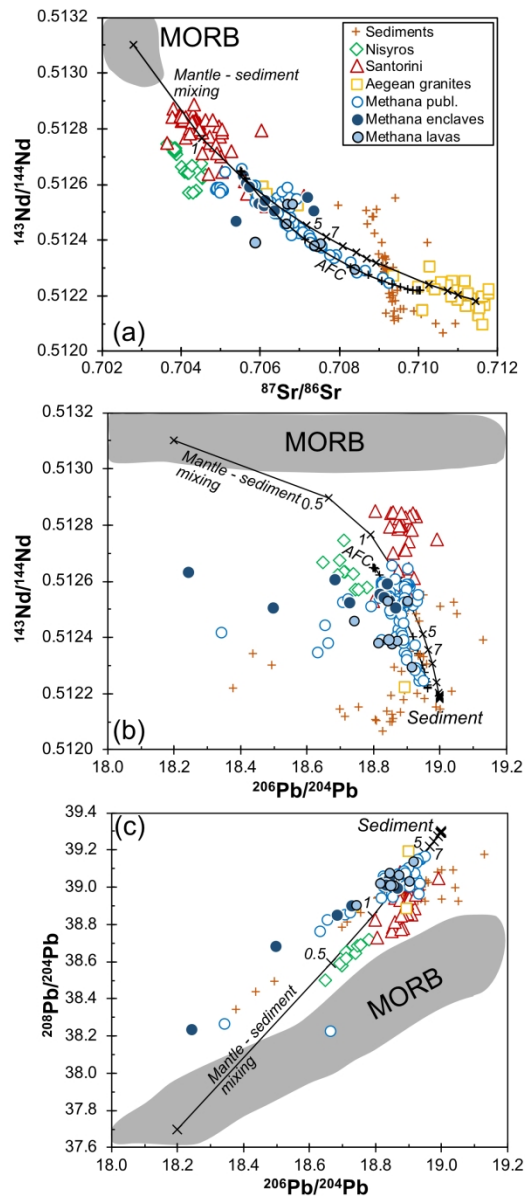 0.5132
0.5130
0.5128
0.5126
0.5124
0.5122
0.5120
¹⁴³Nd/¹⁴⁴Nd
MORB
Mantle - sediment
mixing
1
5
7
AFC
(a)
Sediments
Nisyros
Santorini
Aegean granites
Methana publ.
Methana enclaves
Methana lavas
0.702 0.704 0.706 0.708 0.710 0.712
⁸⁷Sr/⁸⁶Sr
0.5132
0.5130
0.5128
0.5126
0.5124
0.5122
0.5120
¹⁴³Nd/¹⁴⁴Nd
MORB
Mantle - sediment
mixing
0.5
1
AFC
5
7
Sediment
(b)
18.0 18.2 18.4 18.6 18.8 19.0 19.2
²⁰⁶Pb/²⁰⁴Pb
39.4
39.2
39.0
38.8
38.6
38.4
38.2
38.0
37.8
37.6
²⁰⁸Pb/²⁰⁴Pb
(c)
Sediment
5
7
1
0.5
Mantle - sediment
mixing
MORB
18.0 18.2 18.4 18.6 18.8 19.0 19.2
²⁰⁶Pb/²⁰⁴Pb